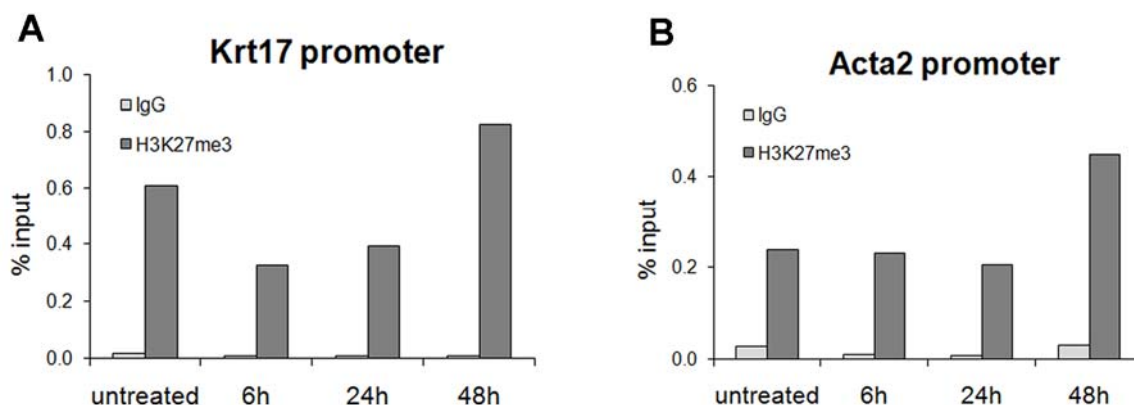 A
Krt17 promoter
1.0
0.8
0.6
0.4
0.2
0.0
% input
IgG
H3K27me3
untreated 6h 24h 48h
B
Acta2 promoter
0.6
0.4
0.2
0.0
% input
IgG
H3K27me3
untreated 6h 24h 48h